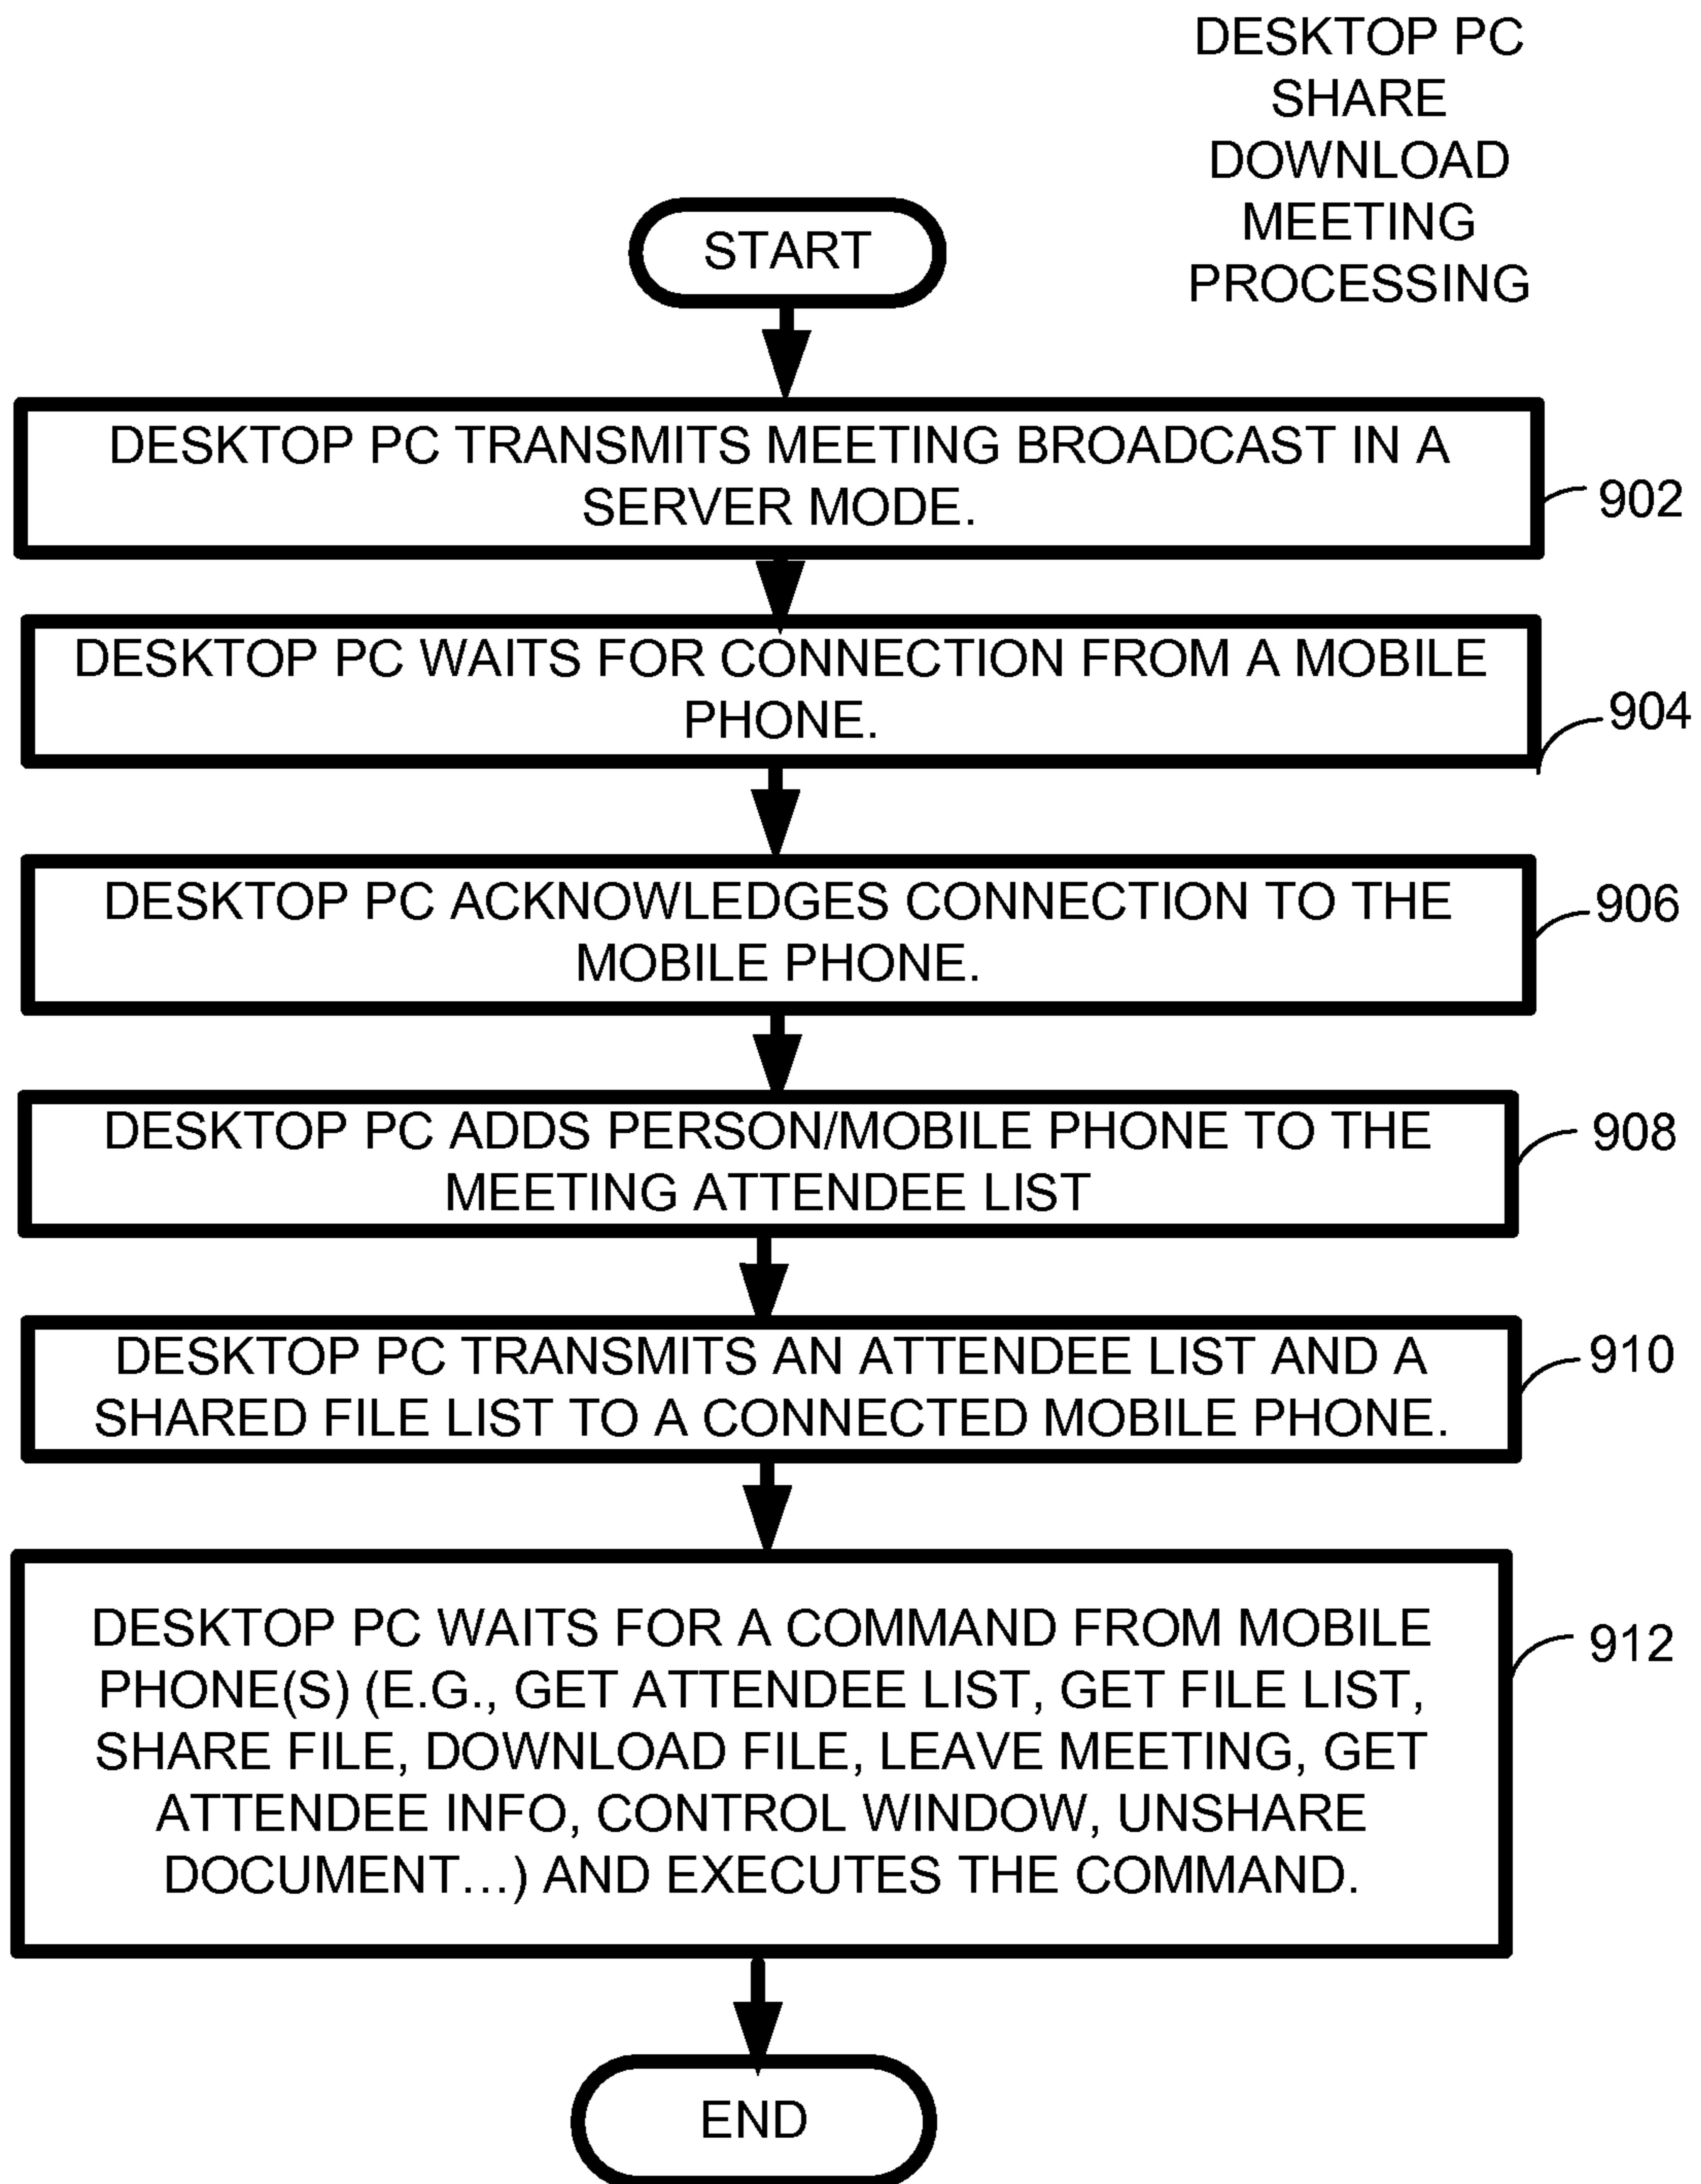 DESKTOP PC
SHARE
DOWNLOAD
MEETING
PROCESSING
START
DESKTOP PC TRANSMITS MEETING BROADCAST IN A
SERVER MODE.
902
DESKTOP PC WAITS FOR CONNECTION FROM A MOBILE
PHONE.
904
DESKTOP PC ACKNOWLEDGES CONNECTION TO THE
MOBILE PHONE.
906
DESKTOP PC ADDS PERSON/MOBILE PHONE TO THE
MEETING ATTENDEE LIST
908
DESKTOP PC TRANSMITS AN ATTENDEE LIST AND A
SHARED FILE LIST TO A CONNECTED MOBILE PHONE.
910
DESKTOP PC WAITS FOR A COMMAND FROM MOBILE
PHONE(S) (E.G., GET ATTENDEE LIST, GET FILE LIST,
SHARE FILE, DOWNLOAD FILE, LEAVE MEETING, GET
ATTENDEE INFO, CONTROL WINDOW, UNSHARE
DOCUMENT…) AND EXECUTES THE COMMAND.
912
END